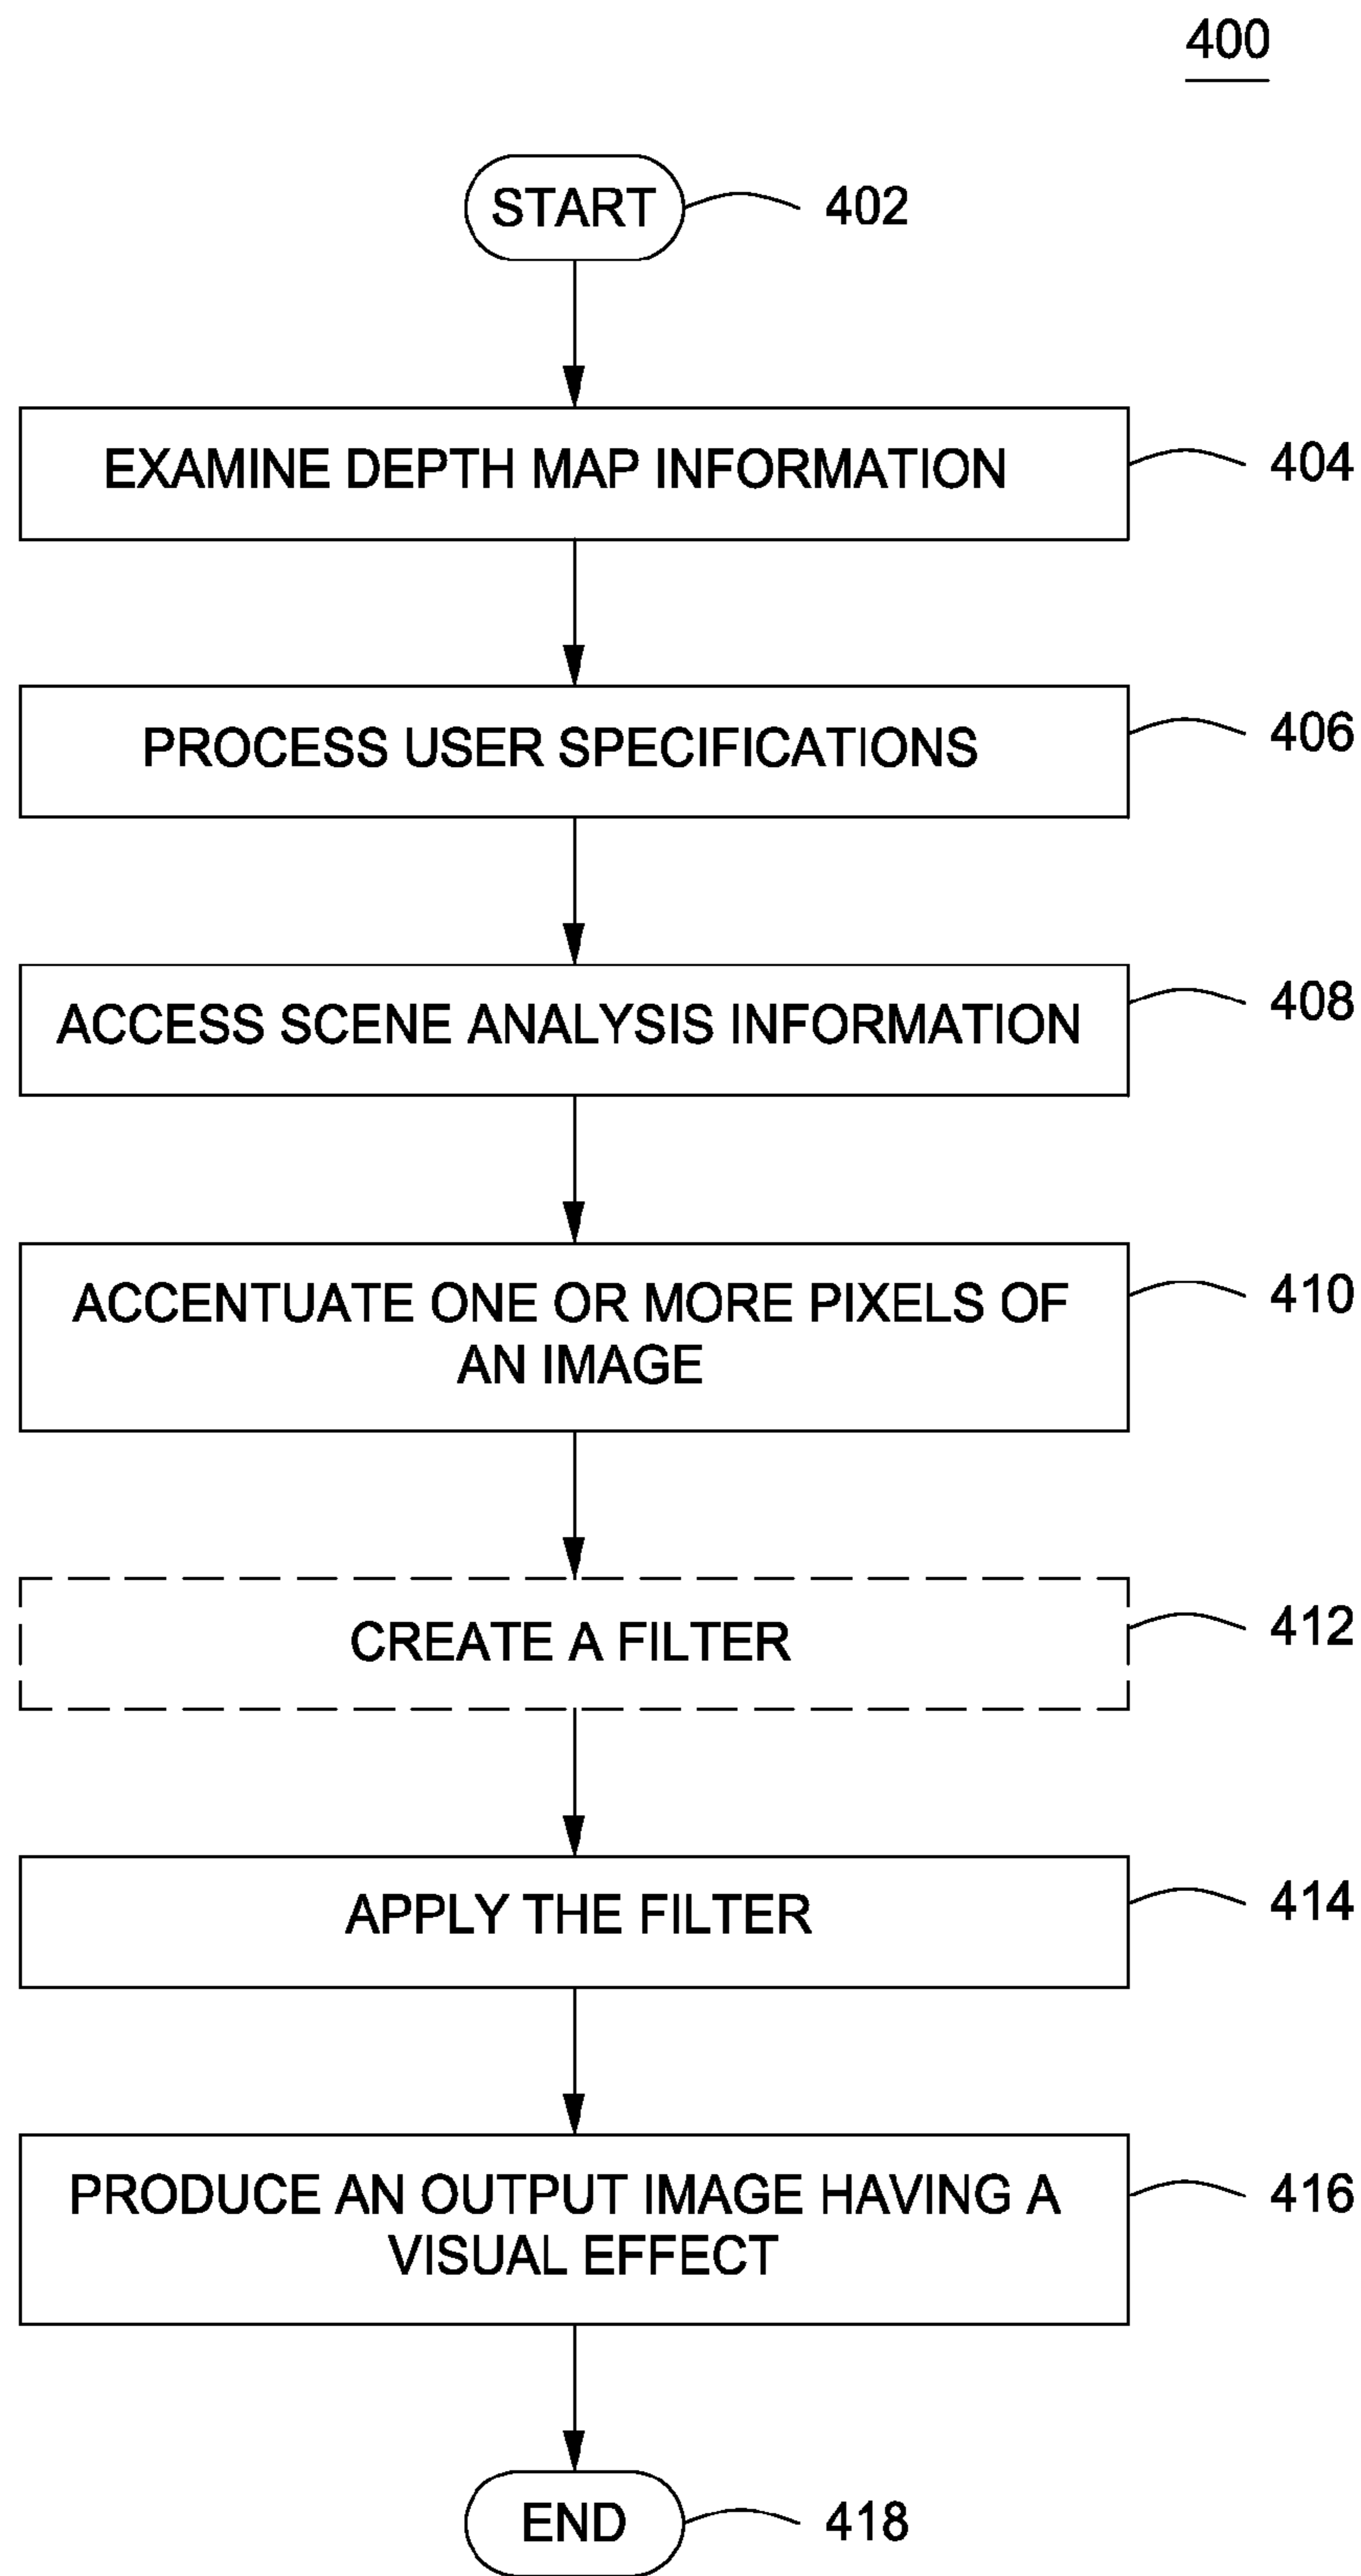 400
START
402
EXAMINE DEPTH MAP INFORMATION
404
PROCESS USER SPECIFICATIONS
406
ACCESS SCENE ANALYSIS INFORMATION
408
ACCENTUATE ONE OR MORE PIXELS OF
AN IMAGE
410
CREATE A FILTER
412
APPLY THE FILTER
414
PRODUCE AN OUTPUT IMAGE HAVING A
VISUAL EFFECT
416
END
418